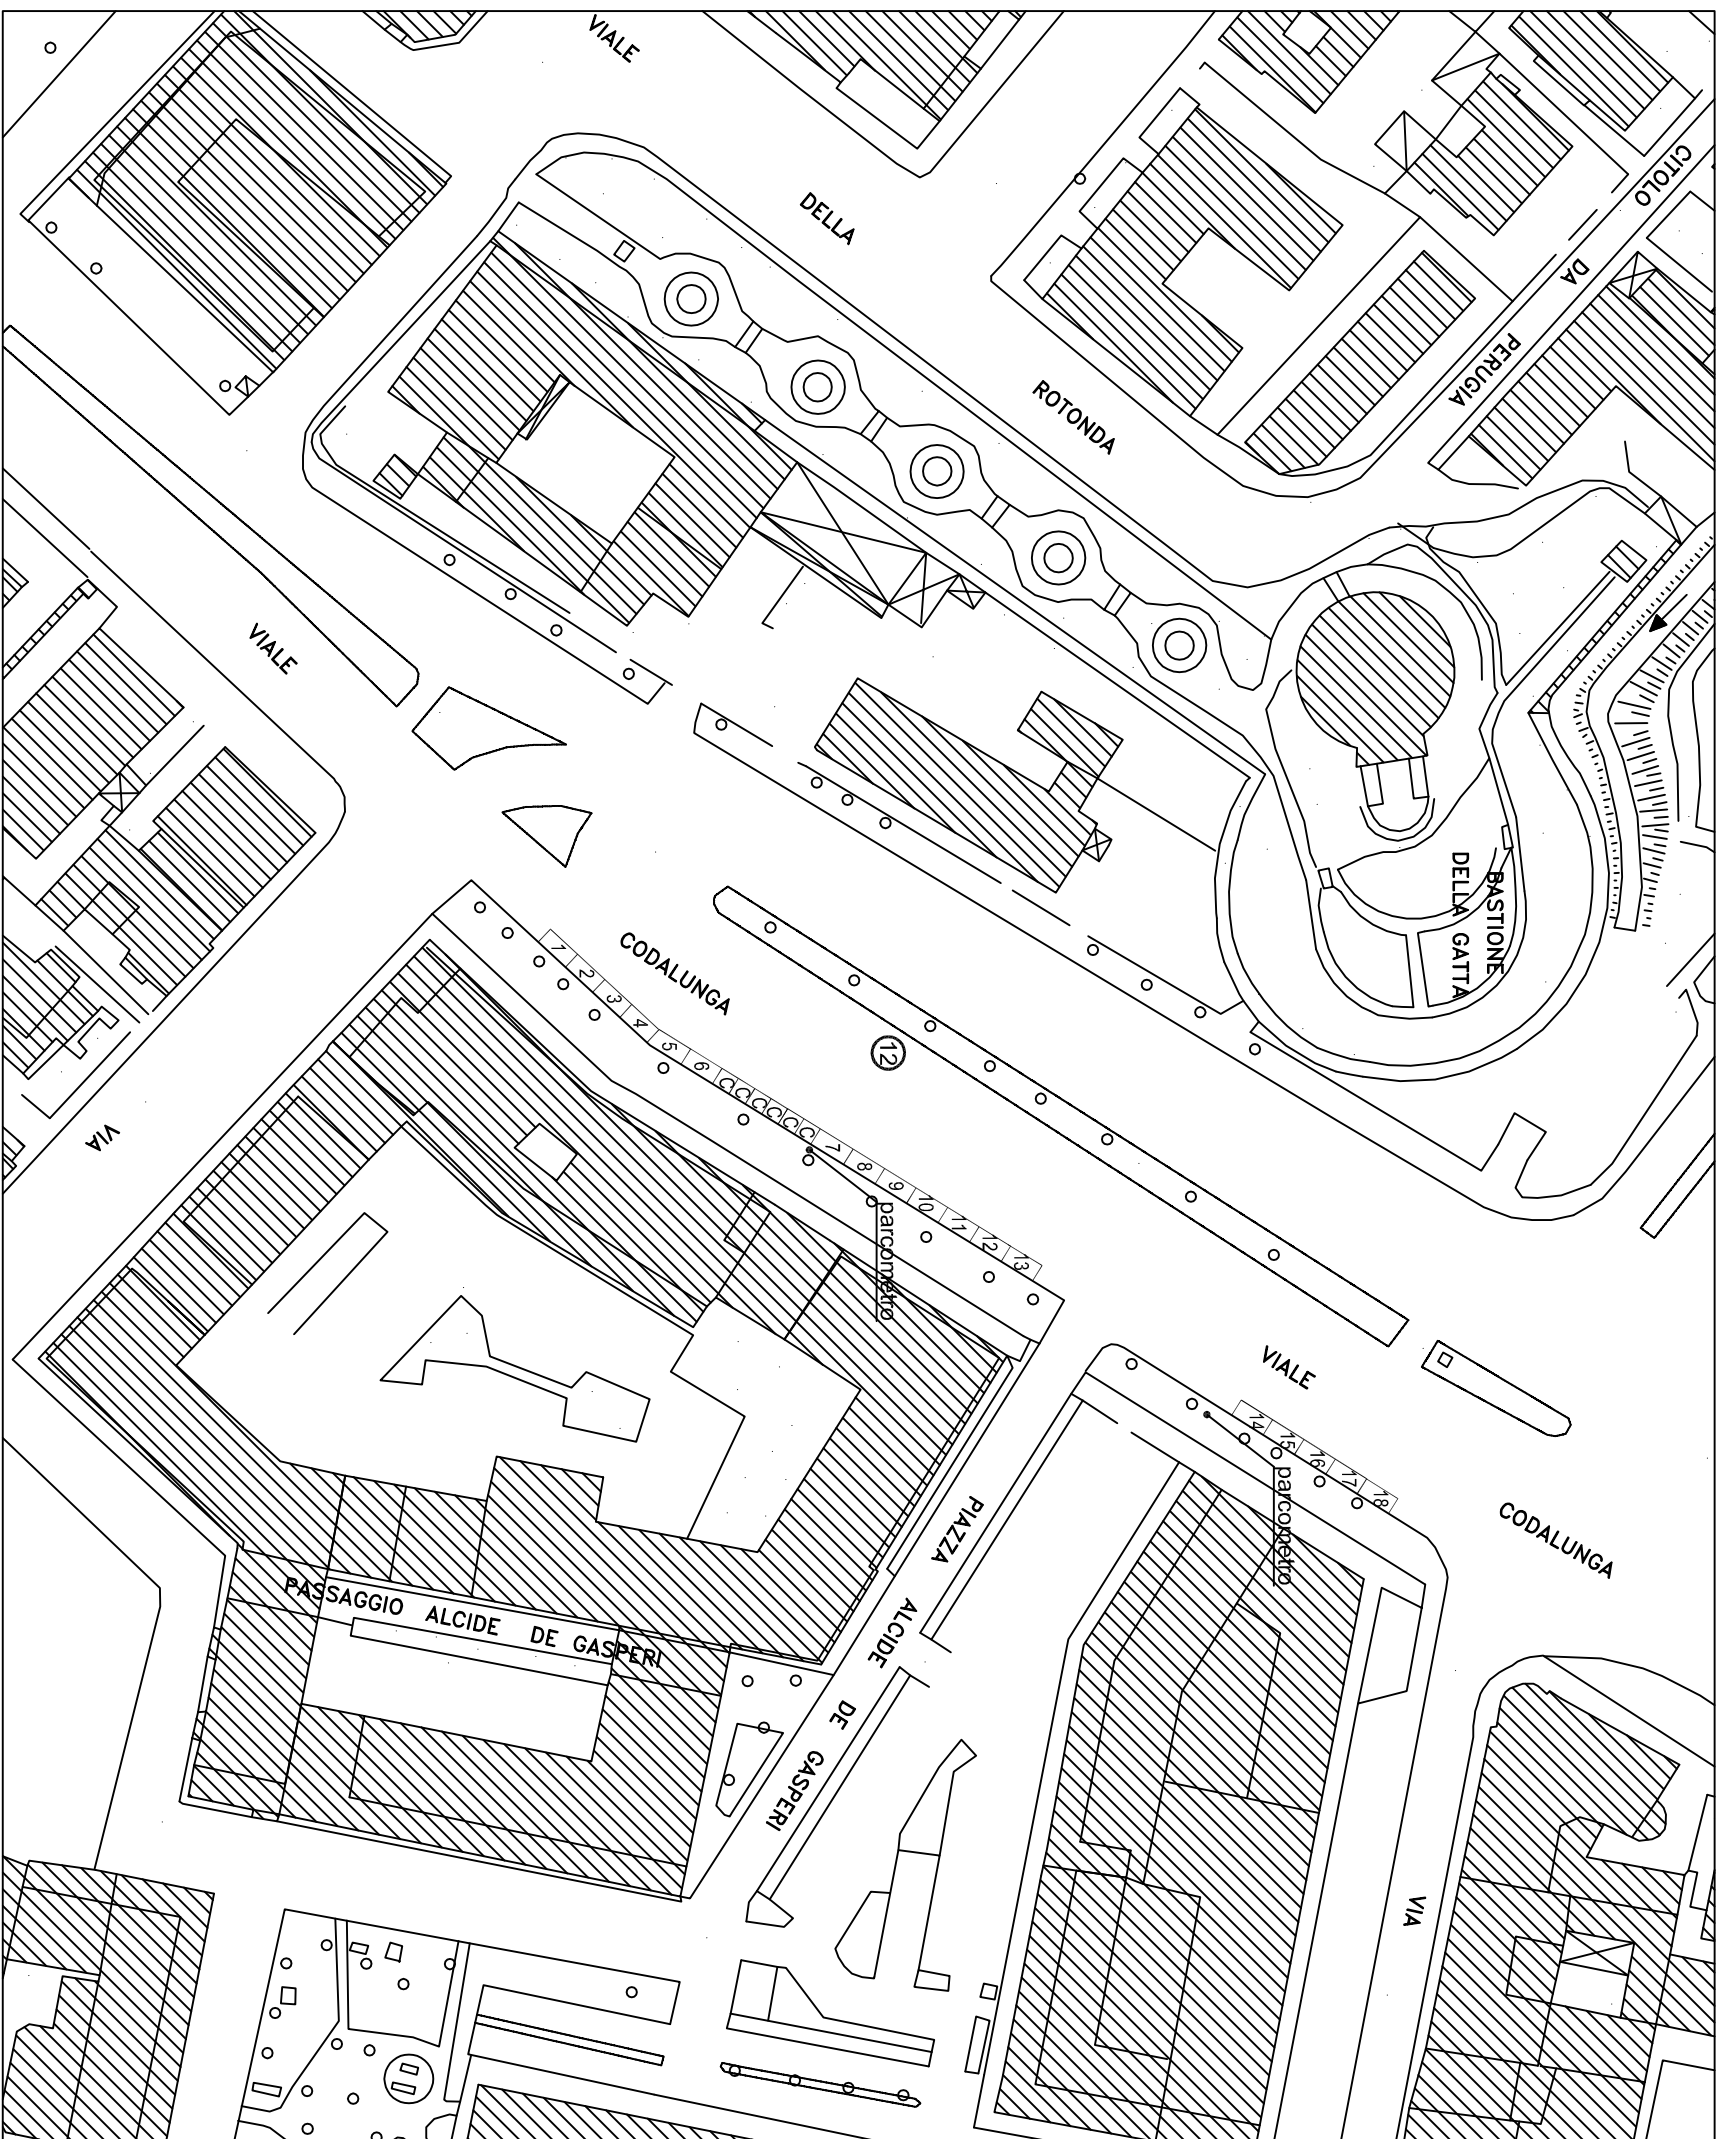 VIALE
DELLA
ROTONDA
CITOLO
DA
PERUGIA
BASTIONE
DELLA GATTA
VIALE
CODALUNGA
12
1
2
3
4
5
6
C
C
C
C
C
C
7
8
9
10
11
12
13
parcometro
VIA
VIALE
CODALUNGA
14
15
16
17
18
parcometro
PIAZZA
ALCIDE
DE
GASPERI
PASSAGGIO ALCIDE DE GASPERI
VIA